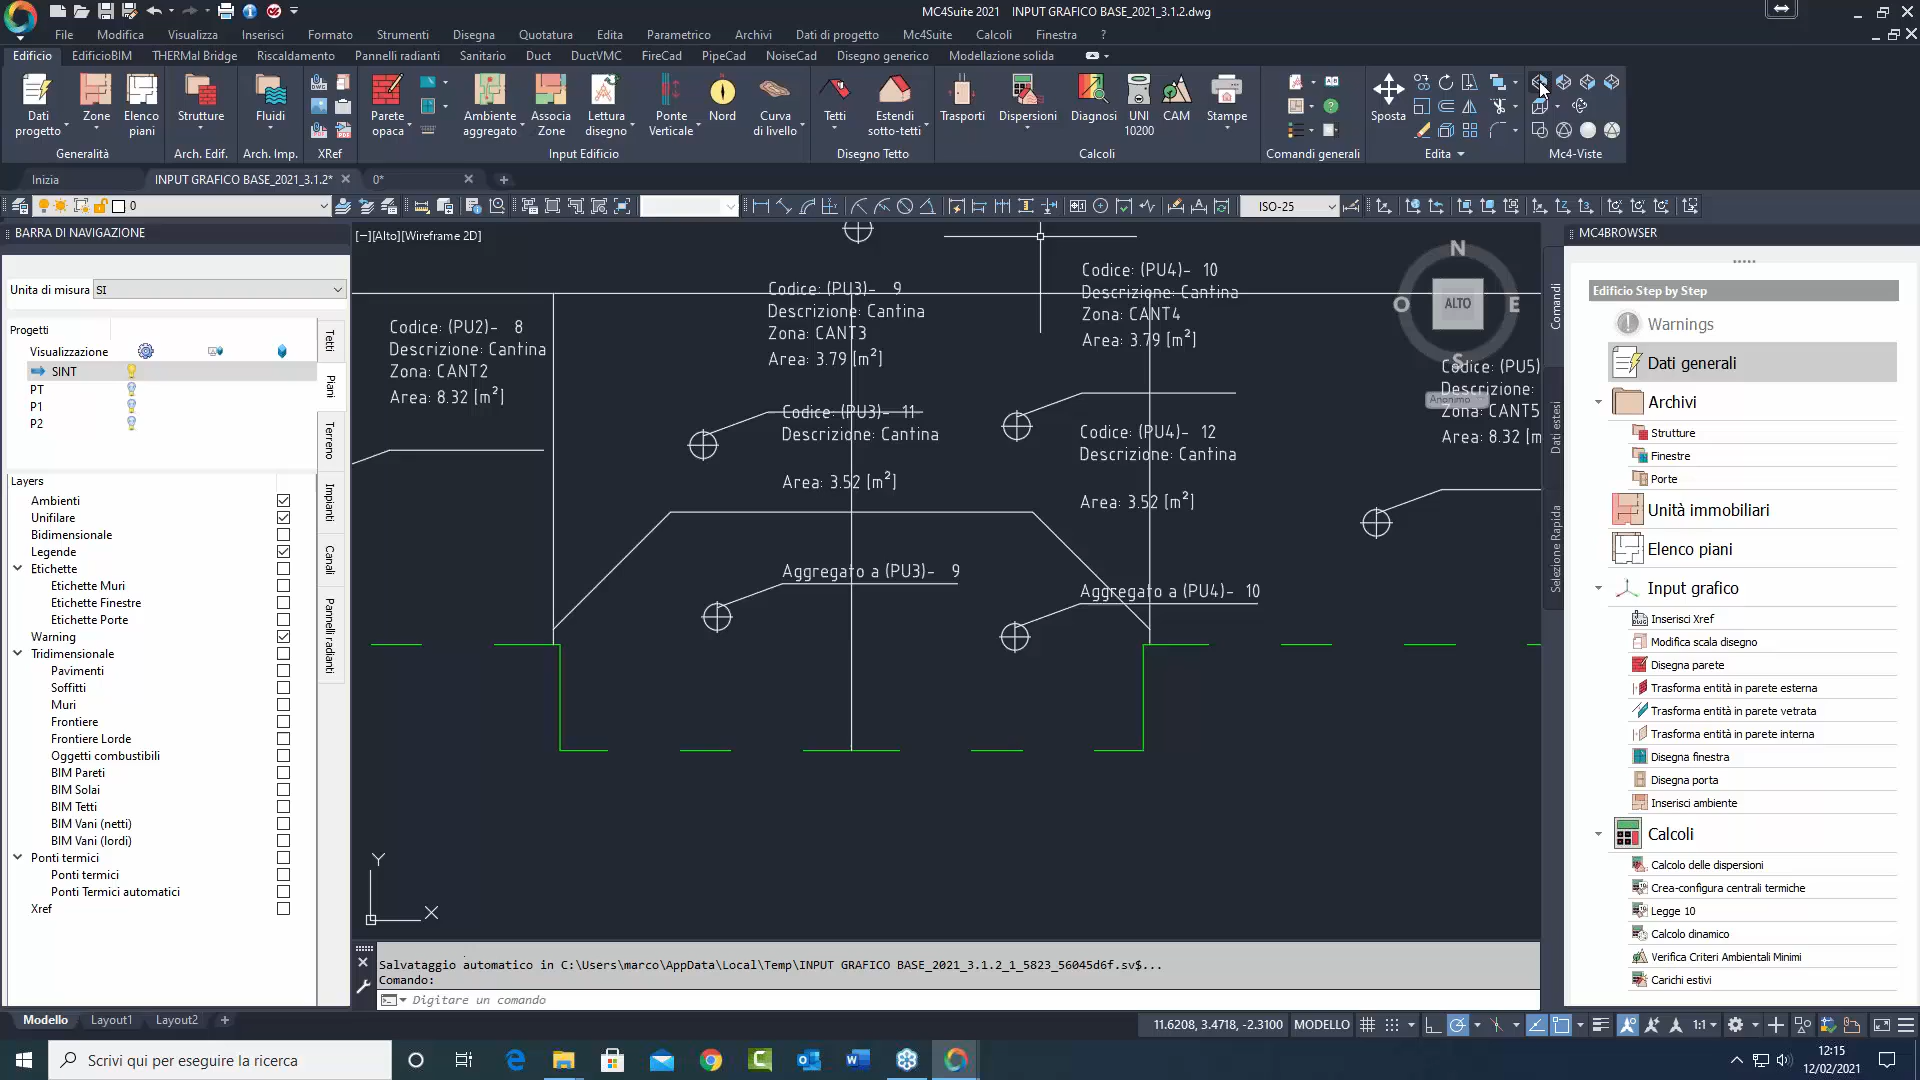 MC4Suite 2021 INPUT GRAFICO BASE_2021_3.1.2.dwg
File Modifica Visualizza Inserisci Formato Strumenti Disegna Quotatura Edita Parametrico Archivi Dati di progetto Mc4Suite Calcoli Finestra ?
Edificio EdificioBIM THERMal Bridge Riscaldamento Pannelli radianti Sanitario Duct DuctVMC FireCad PipeCad NoiseCad Disegno generico Modellazione solida
Dati progetto
Zone
Elenco piani
Strutture
Fluidi
Parete opaca
Ambiente aggregato
Associa Zone
Lettura disegno
Ponte Verticale
Nord
Curva di livello
Tetti
Estendi sotto-tetti
Trasporti
Dispersioni
Diagnosi
UNI 10200
CAM
Stampe
Sposta
Generalità Arch. Edif. Arch. Imp. XRef Input Edificio Disegno Tetto Calcoli Comandi generali Edita Mc4-Viste
Inizia INPUT GRAFICO BASE_2021_3.1.2* 0*
0 ISO-25
BARRA DI NAVIGAZIONE
Unita di misura SI
Progetti
Visualizzazione
SINT
PT
P1
P2
Tetti
Piani
Terreno
Impianti
Canali
Pannelli radianti
Layers
Ambienti
Unifilare
Bidimensionale
Legende
Etichette
Etichette Muri
Etichette Finestre
Etichette Porte
Warning
Tridimensionale
Pavimenti
Soffitti
Muri
Frontiere
Frontiere Lorde
Oggetti combustibili
BIM Pareti
BIM Solai
BIM Tetti
BIM Vani (netti)
BIM Vani (lordi)
Ponti termici
Ponti termici
Ponti Termici automatici
Xref
[−][Alto][Wireframe 2D]
Codice: (PU2)- 8
Descrizione: Cantina
Zona: CANT2
Area: 8.32 [m²]
Codice: (PU3)- 9
Descrizione: Cantina
Zona: CANT3
Area: 3.79 [m²]
Codice: (PU4)- 10
Descrizione: Cantina
Zona: CANT4
Area: 3.79 [m²]
Codice: (PU3)- 11
Descrizione: Cantina
Area: 3.52 [m²]
Codice: (PU4)- 12
Descrizione: Cantina
Area: 3.52 [m²]
Codice: (PU5)
Descrizione:
Zona: CANT5
Area: 8.32 [m
Aggregato a (PU3)- 9
Aggregato a (PU4)- 10
N
O ALTO E
S
Anonimo
Y
X
Salvataggio automatico in C:\Users\marco\AppData\Local\Temp\INPUT GRAFICO BASE_2021_3.1.2_1_5823_56045d6f.sv$...
Comando:
Digitare un comando
Comandi
Dati estesi
Selezione Rapida
MC4BROWSER
Edificio Step by Step
Warnings
Dati generali
Archivi
Strutture
Finestre
Porte
Unità immobiliari
Elenco piani
Input grafico
Inserisci Xref
Modifica scala disegno
Disegna parete
Trasforma entità in parete esterna
Trasforma entità in parete vetrata
Trasforma entità in parete interna
Disegna finestra
Disegna porta
Inserisci ambiente
Calcoli
Calcolo delle dispersioni
Crea-configura centrali termiche
Legge 10
Calcolo dinamico
Verifica Criteri Ambientali Minimi
Carichi estivi
Modello Layout1 Layout2 +
11.6208, 3.4718, -2.3100 MODELLO 1:1
Scrivi qui per eseguire la ricerca
12:15
12/02/2021